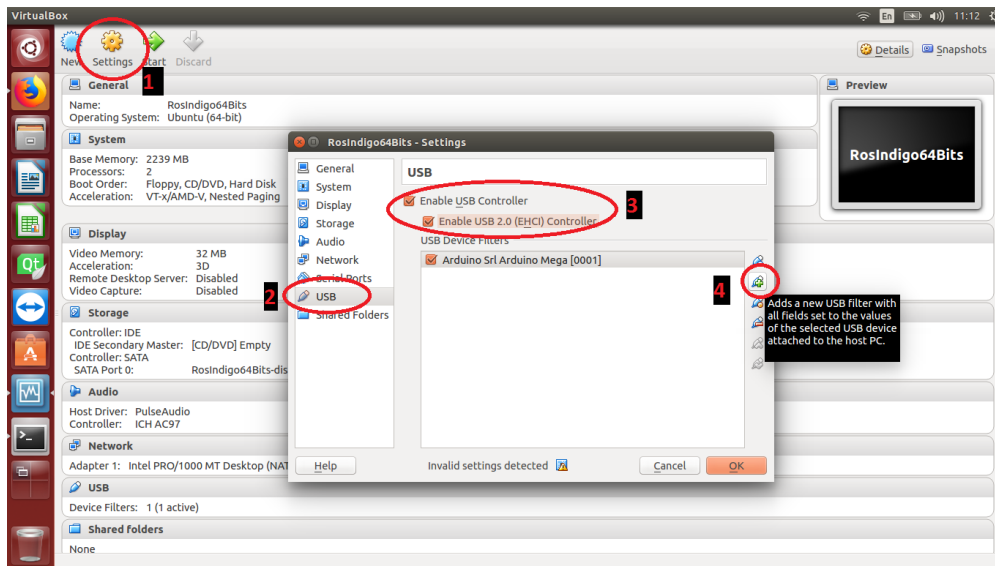 VirtualBox
En
11:12
New
Settings
Start
Discard
Details
Snapshots
1
General
Name: RosIndigo64Bits
Operating System: Ubuntu (64-bit)
System
Base Memory: 2239 MB
Processors: 2
Boot Order: Floppy, CD/DVD, Hard Disk
Acceleration: VT-x/AMD-V, Nested Paging
Display
Video Memory: 32 MB
Acceleration: 3D
Remote Desktop Server: Disabled
Video Capture: Disabled
Storage
Controller: IDE
IDE Secondary Master: [CD/DVD] Empty
Controller: SATA
SATA Port 0: RosIndigo64Bits-dis
Audio
Host Driver: PulseAudio
Controller: ICH AC97
Network
Adapter 1: Intel PRO/1000 MT Desktop (NAT
USB
Device Filters: 1 (1 active)
Shared folders
None
Preview
RosIndigo64Bits
RosIndigo64Bits - Settings
General
System
Display
Storage
Audio
Network
Serial Ports
2
USB
Shared Folders
USB
Enable USB Controller
3
Enable USB 2.0 (EHCI) Controller
USB Device Filters
Arduino Srl Arduino Mega [0001]
4
Adds a new USB filter with
all fields set to the values
of the selected USB device
attached to the host PC.
Help
Invalid settings detected
Cancel
OK